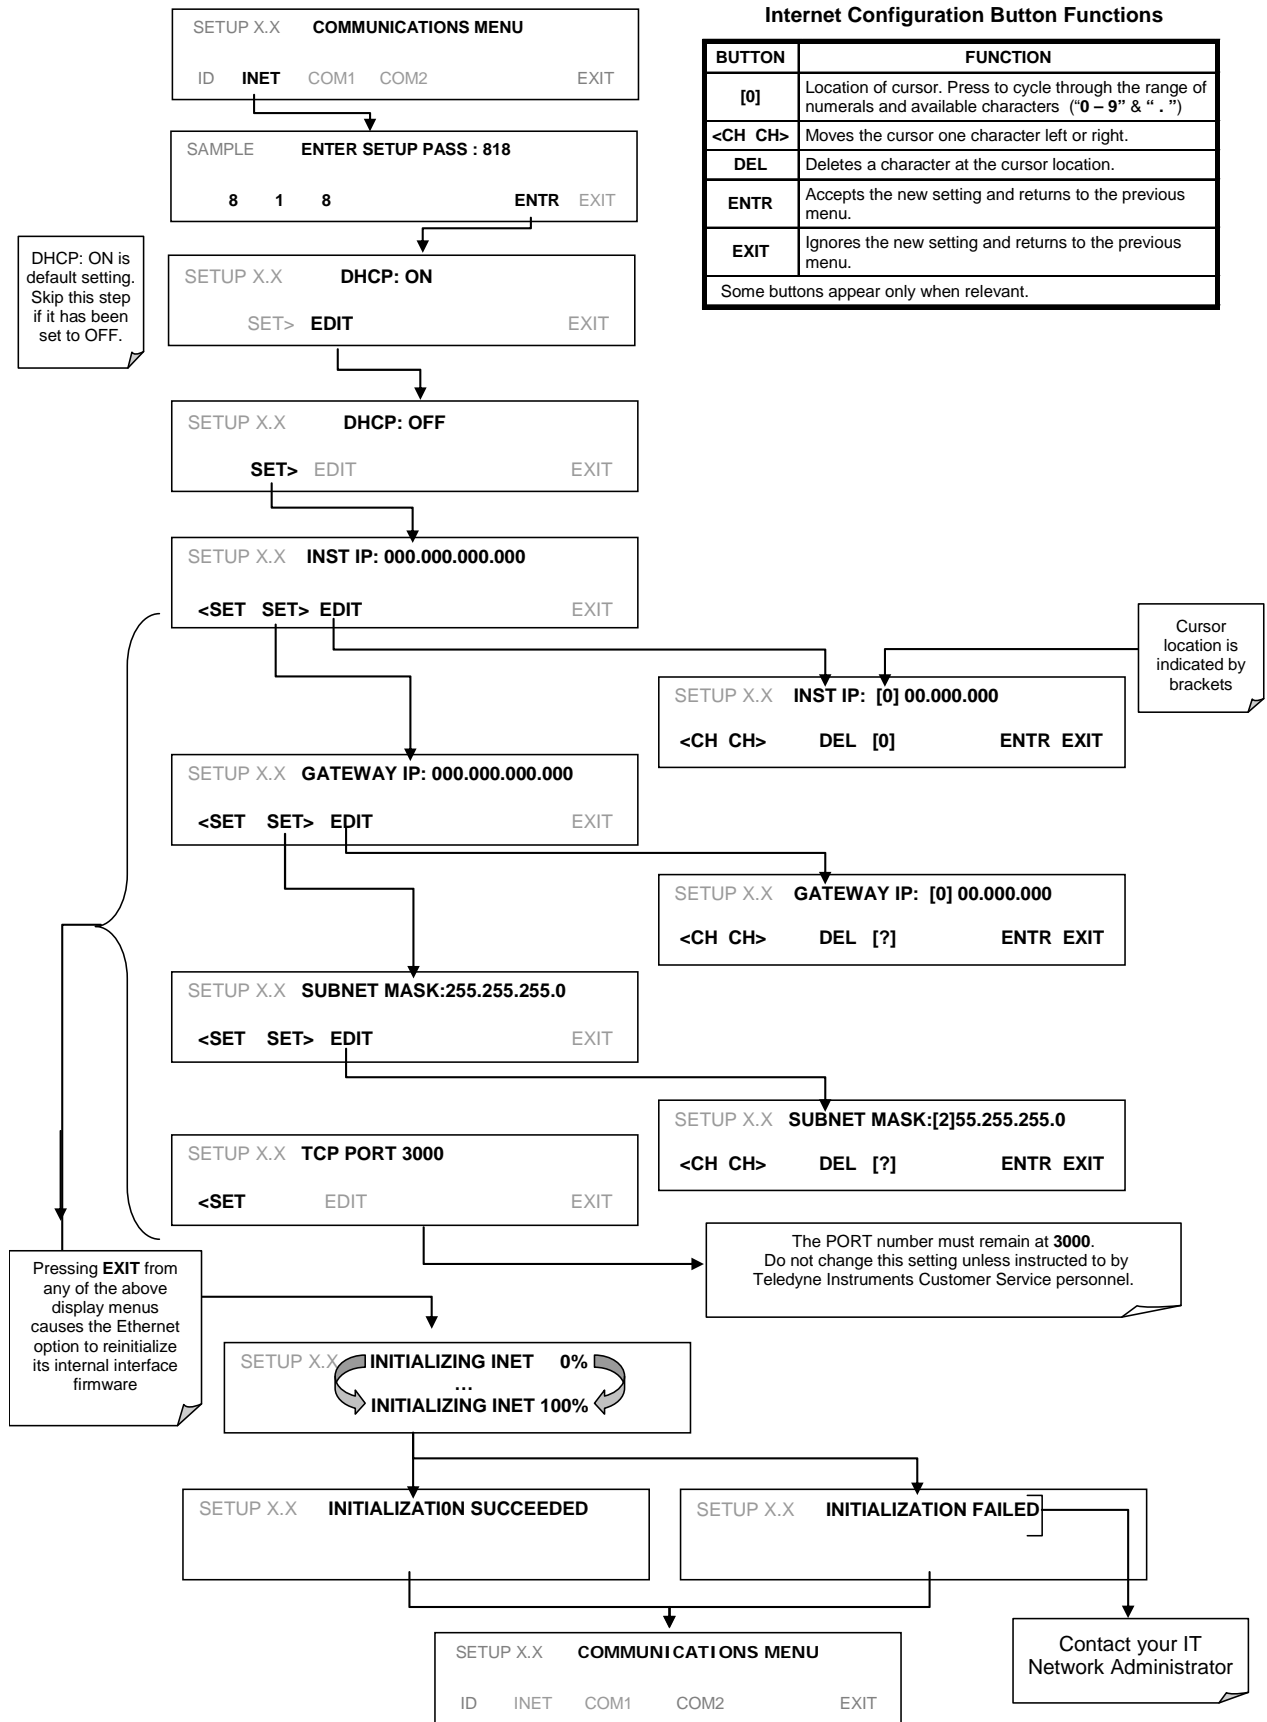 SETUP X.X COMMUNICATIONS MENU
ID INET COM1 COM2 EXIT
Internet Configuration Button Functions
BUTTON FUNCTION
[0] Location of cursor. Press to cycle through the range of
numerals and available characters (“0 – 9” & “ . ”)
<CH CH> Moves the cursor one character left or right.
DEL Deletes a character at the cursor location.
ENTR Accepts the new setting and returns to the previous
menu.
EXIT Ignores the new setting and returns to the previous
menu.
Some buttons appear only when relevant.
SAMPLE ENTER SETUP PASS : 818
8 1 8 ENTR EXIT
DHCP: ON is
default setting.
Skip this step
if it has been
set to OFF.
SETUP X.X DHCP: ON
SET> EDIT EXIT
SETUP X.X DHCP: OFF
SET> EDIT EXIT
SETUP X.X INST IP: 000.000.000.000
<SET SET> EDIT EXIT
Cursor
location is
indicated by
brackets
SETUP X.X INST IP: [0] 00.000.000
<CH CH> DEL [0] ENTR EXIT
SETUP X.X GATEWAY IP: 000.000.000.000
<SET SET> EDIT EXIT
SETUP X.X GATEWAY IP: [0] 00.000.000
<CH CH> DEL [?] ENTR EXIT
SETUP X.X SUBNET MASK:255.255.255.0
<SET SET> EDIT EXIT
SETUP X.X SUBNET MASK:[2]55.255.255.0
<CH CH> DEL [?] ENTR EXIT
SETUP X.X TCP PORT 3000
<SET EDIT EXIT
The PORT number must remain at 3000.
Do not change this setting unless instructed to by
Teledyne Instruments Customer Service personnel.
Pressing EXIT from
any of the above
display menus
causes the Ethernet
option to reinitialize
its internal interface
firmware
SETUP X.X INITIALIZING INET 0%
…
INITIALIZING INET 100%
SETUP X.X INITIALIZATI0N SUCCEEDED
SETUP X.X INITIALIZATION FAILED
Contact your IT
Network Administrator
SETUP X.X COMMUNICATIONS MENU
ID INET COM1 COM2 EXIT